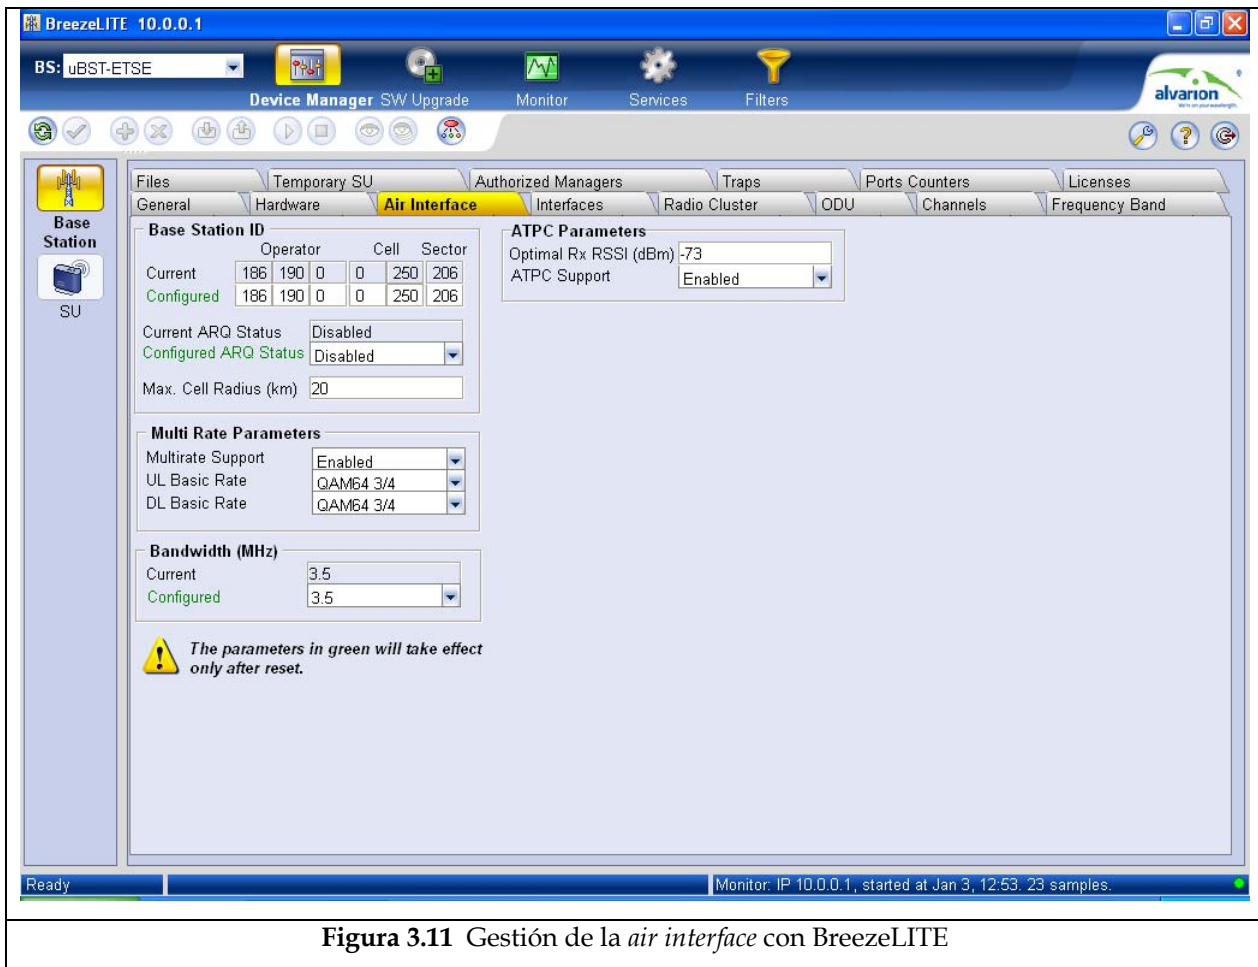 BreezeLITE 10.0.0.1
BS: uBST-ETSE
Device Manager SW Upgrade Monitor Services Filters
alvarion
Files Temporary SU Authorized Managers Traps Ports Counters Licenses
General Hardware Air Interface Interfaces Radio Cluster ODU Channels Frequency Band
Base Station
SU
Base Station ID
Operator Cell Sector
Current 186 190 0 0 250 206
Configured 186 190 0 0 250 206
Current ARQ Status Disabled
Configured ARQ Status Disabled
Max. Cell Radius (km) 20
Multi Rate Parameters
Multirate Support Enabled
UL Basic Rate QAM64 3/4
DL Basic Rate QAM64 3/4
Bandwidth (MHz)
Current 3.5
Configured 3.5
The parameters in green will take effect
only after reset.
ATPC Parameters
Optimal Rx RSSI (dBm) -73
ATPC Support Enabled
Ready
Monitor: IP 10.0.0.1, started at Jan 3, 12:53. 23 samples.
Figura 3.11 Gestión de la air interface con BreezeLITE